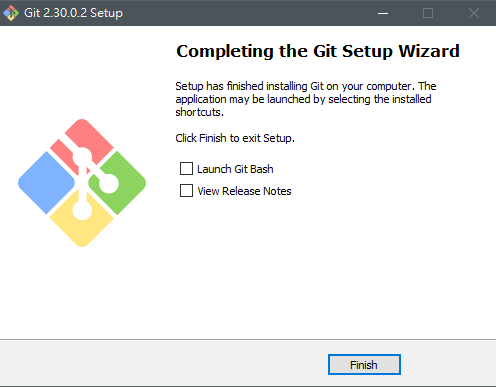 Git 2.30.0.2 Setup
Completing the Git Setup Wizard
Setup has finished installing Git on your computer. The
application may be launched by selecting the installed
shortcuts.
Click Finish to exit Setup.
Launch Git Bash
View Release Notes
Finish